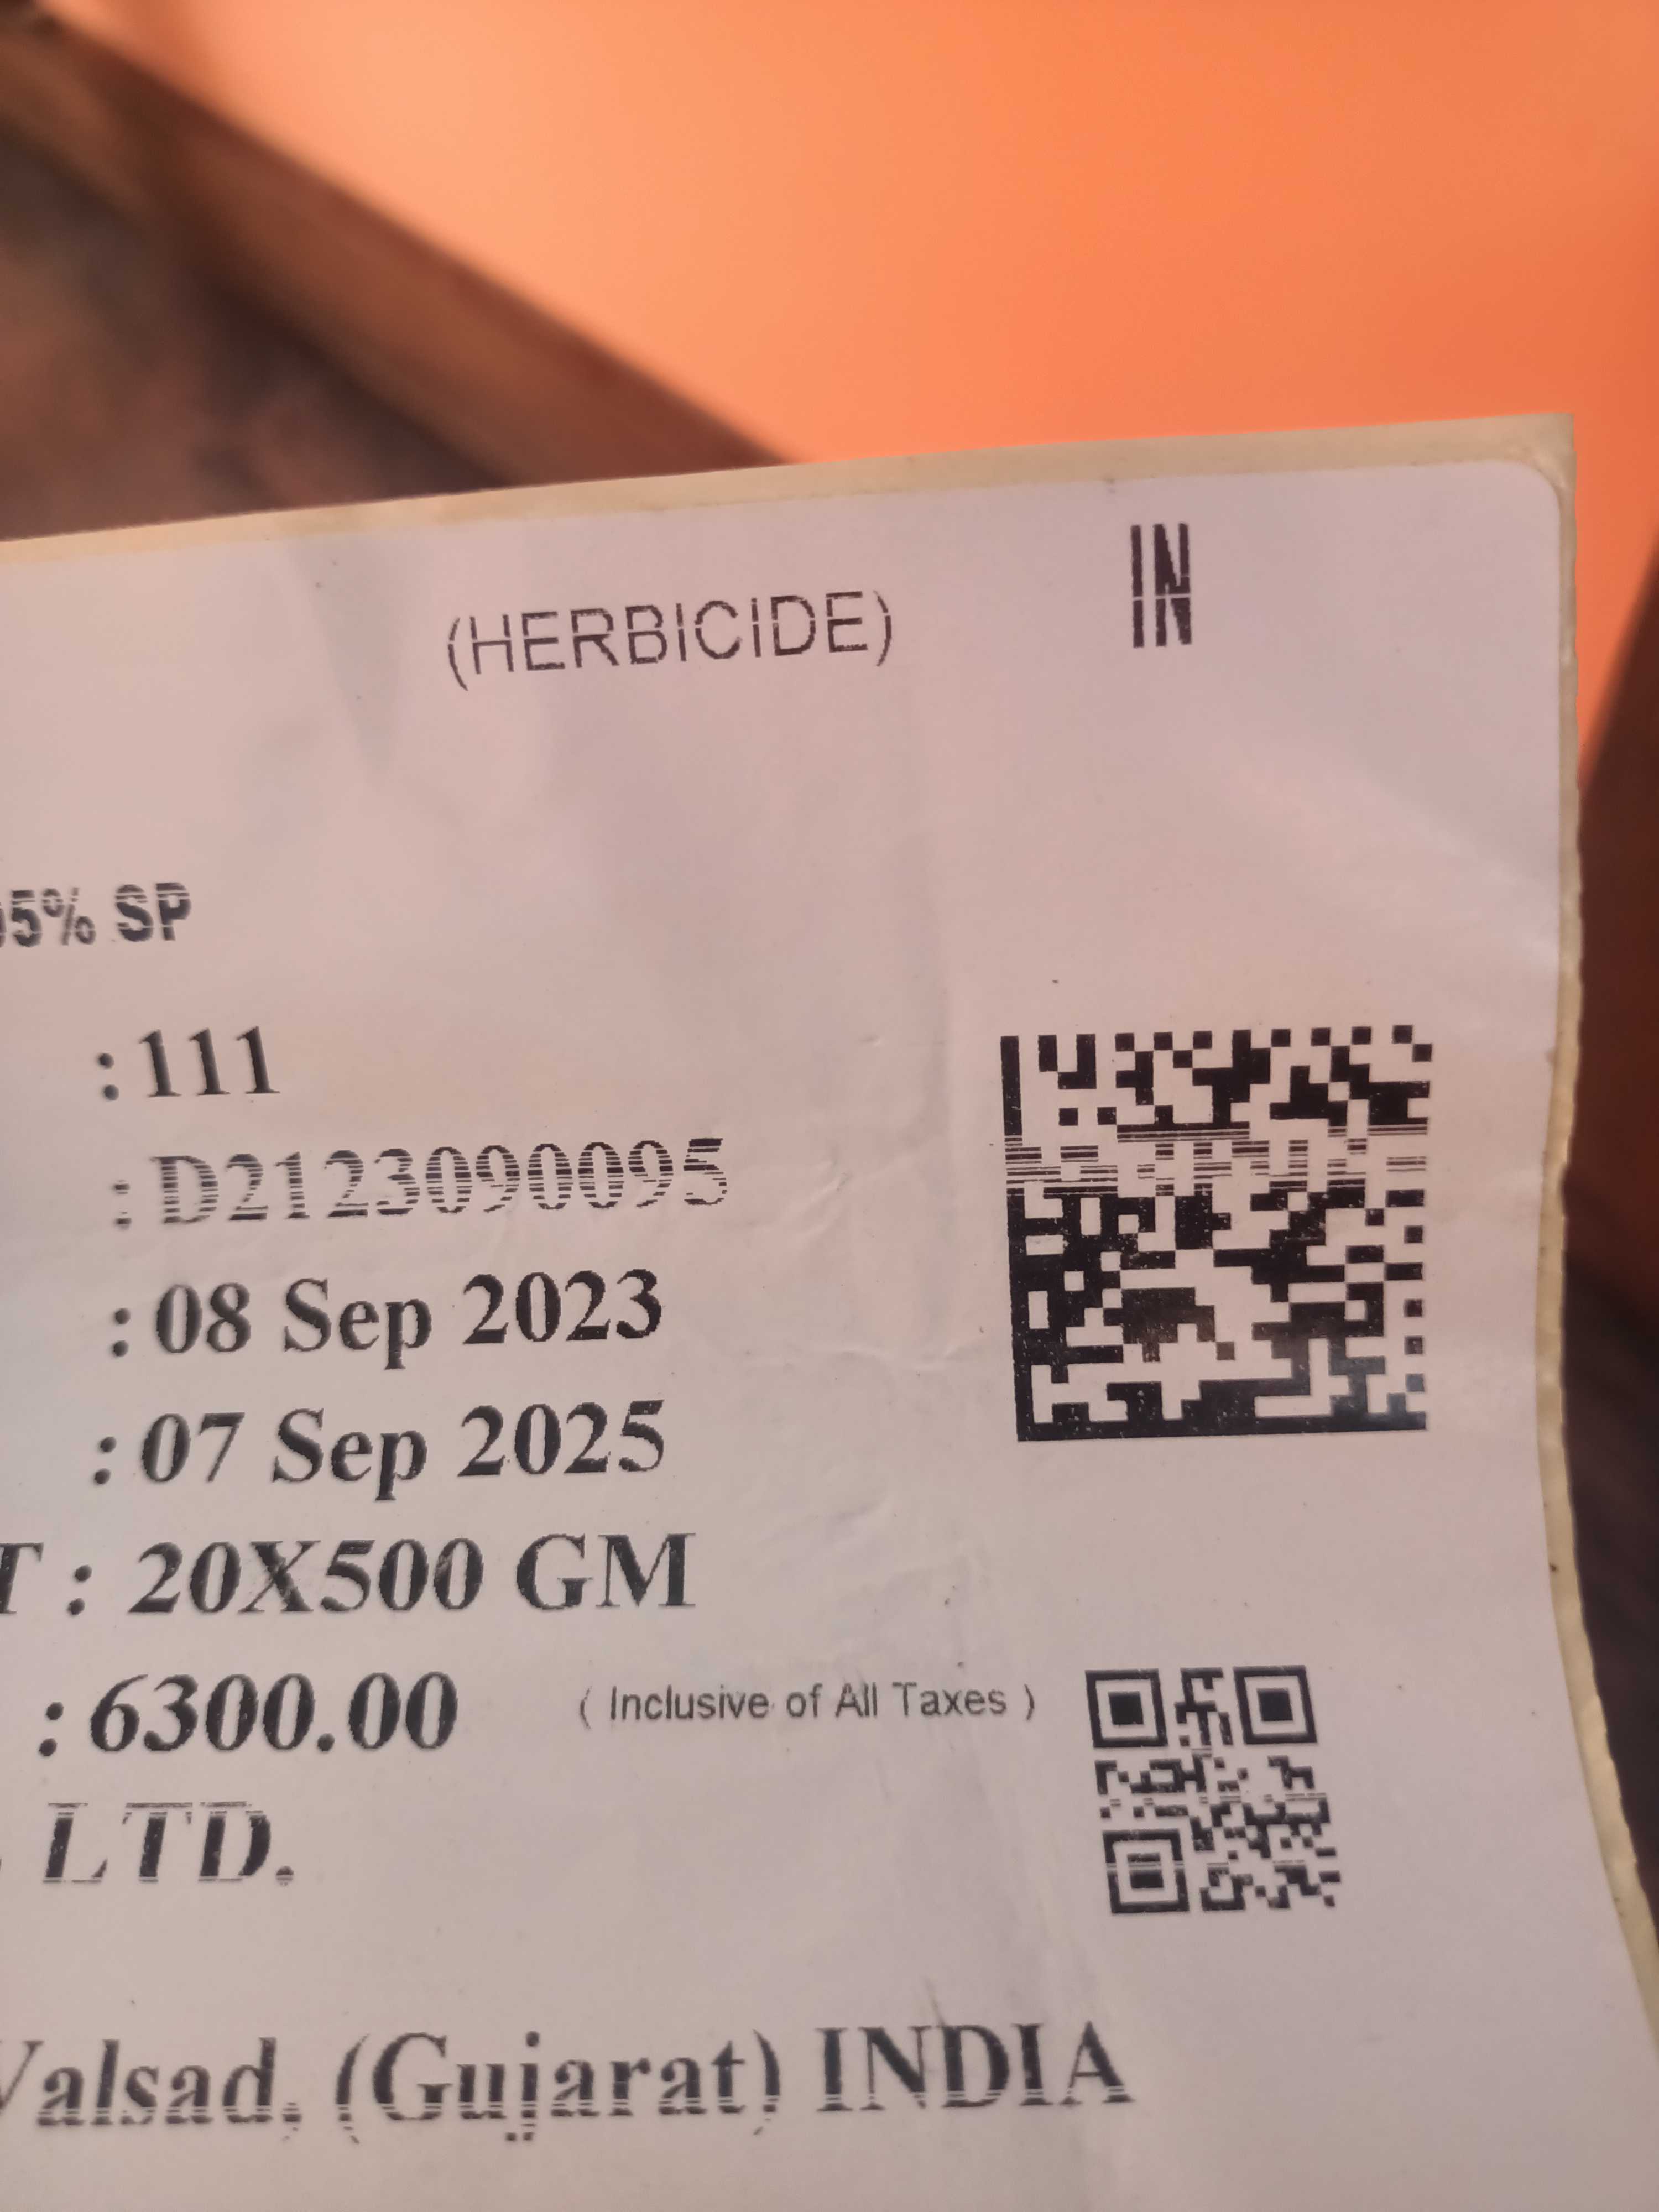 (HERBICIDE) IN
5% SP
: 111
: D2123090095
: 08 Sep 2023
: 07 Sep 2025
T : 20X500 GM
: 6300.00 ( Inclusive of All Taxes )
LTD.
Valsad, (Gujarat) INDIA